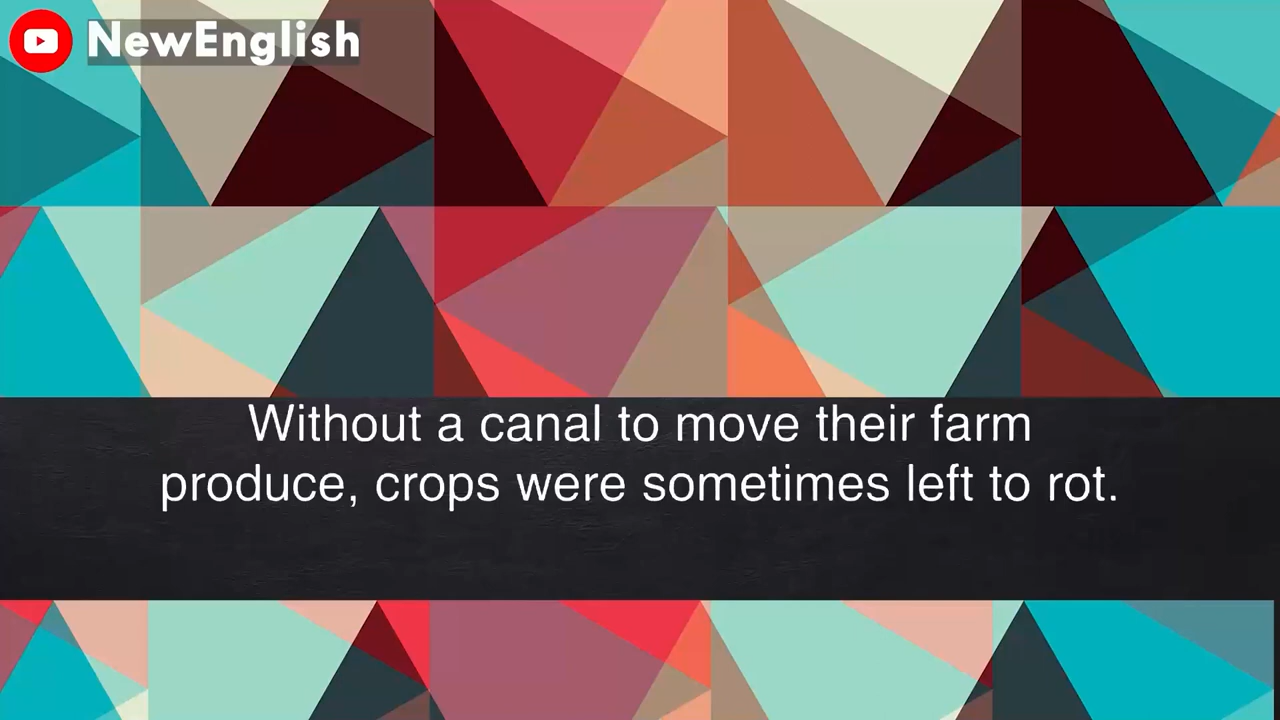 NewEnglish
Without a canal to move their farm
produce, crops were sometimes left to rot.